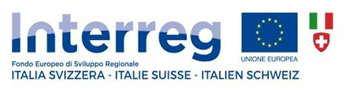 Interreg
Fondo Europeo di Sviluppo Regionale
UNIONE EUROPEA
ITALIA SVIZZERA - ITALIE SUISSE - ITALIEN SCHWEIZ